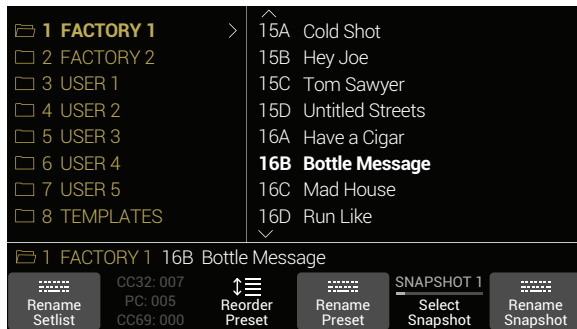 1 FACTORY 1
2 FACTORY 2
3 USER 1
4 USER 2
5 USER 3
6 USER 4
7 USER 5
8 TEMPLATES
15A Cold Shot
15B Hey Joe
15C Tom Sawyer
15D Untitled Streets
16A Have a Cigar
16B Bottle Message
16C Mad House
16D Run Like
1 FACTORY 1 16B Bottle Message
Rename
Setlist
CC32: 007
PC: 005
CC69: 000
Reorder
Preset
Rename
Preset
SNAPSHOT 1
Select
Snapshot
Rename
Snapshot